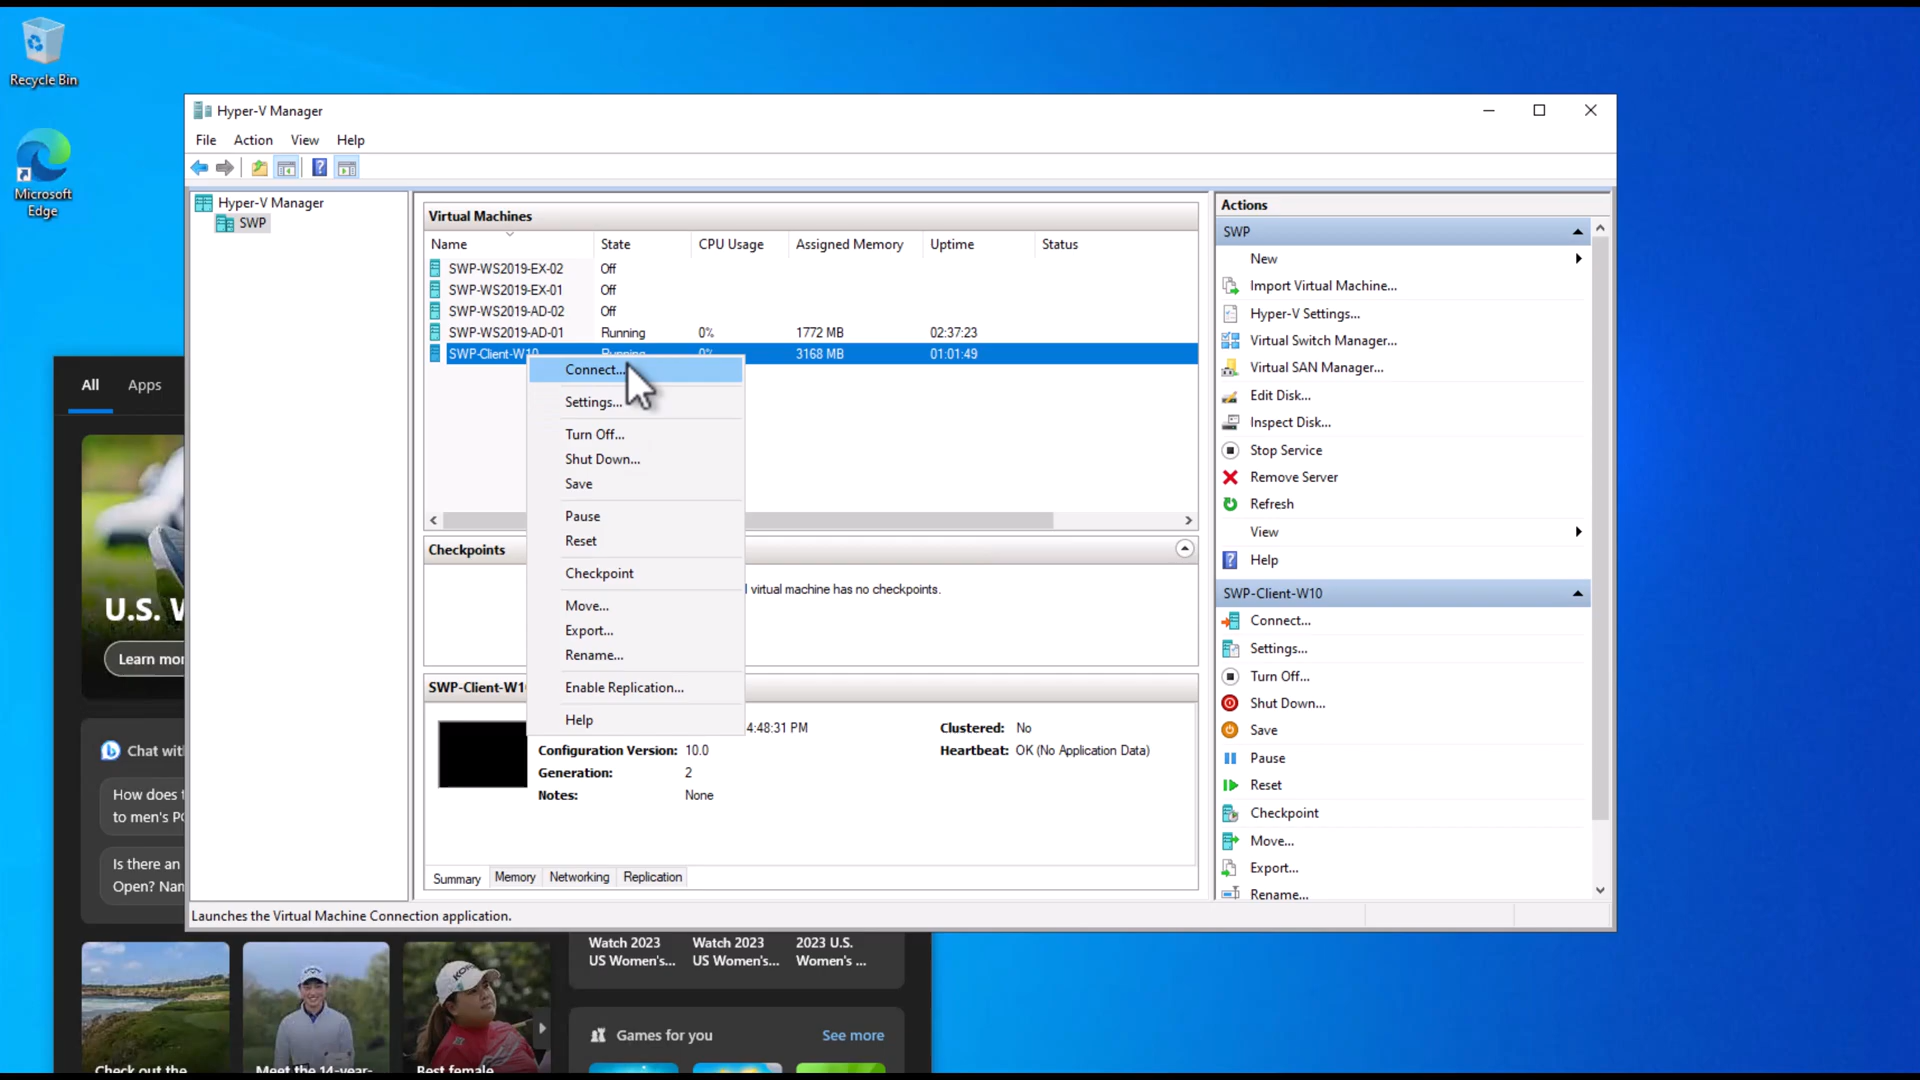 Recycle Bin
Microsoft
Edge
Hyper-V Manager
File
Action
View
Help
Hyper-V Manager
SWP
Virtual Machines
Name
State
CPU Usage
Assigned Memory
Uptime
Status
SWP-WS2019-EX-02
Off
SWP-WS2019-EX-01
Off
SWP-WS2019-AD-02
Off
SWP-WS2019-AD-01
Running
0%
1772 MB
02:37:23
SWP-Client-W10
Running
0%
3168 MB
01:01:49
Connect...
Settings...
Turn Off...
Shut Down...
Save
Pause
Reset
Checkpoint
Move...
Export...
Rename...
Enable Replication...
Help
Checkpoints
virtual machine has no checkpoints.
SWP-Client-W1
4:48:31 PM
Clustered: No
Configuration Version: 10.0
Heartbeat: OK (No Application Data)
Generation: 2
Notes: None
Summary
Memory
Networking
Replication
Launches the Virtual Machine Connection application.
Actions
SWP
New
Import Virtual Machine...
Hyper-V Settings...
Virtual Switch Manager...
Virtual SAN Manager...
Edit Disk...
Inspect Disk...
Stop Service
Remove Server
Refresh
View
Help
SWP-Client-W10
Connect...
Settings...
Turn Off...
Shut Down...
Save
Pause
Reset
Checkpoint
Move...
Export...
Rename...
All
Apps
U.S. W
Learn mor
Chat wit
How does t
to men's P
Is there an
Open? Nan
Watch 2023
US Women's...
Watch 2023
US Women's...
2023 U.S.
Women's ...
Games for you
See more
Check out the
Meet the 14-year-
Best female